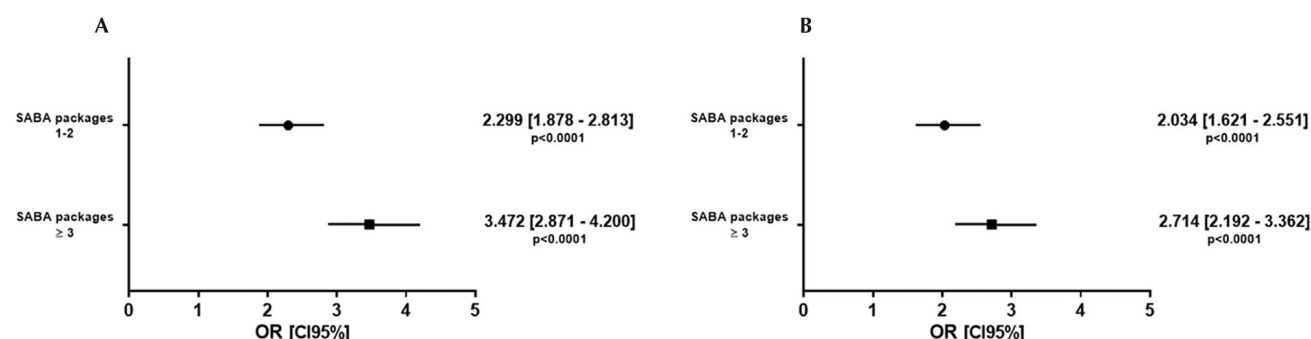 A
SABA packages
1-2
2.299 [1.878 - 2.813]
p<0.0001
SABA packages
≥ 3
3.472 [2.871 - 4.200]
p<0.0001
0 1 2 3 4 5
OR [CI95%]
B
SABA packages
1-2
2.034 [1.621 - 2.551]
p<0.0001
SABA packages
≥ 3
2.714 [2.192 - 3.362]
p<0.0001
0 1 2 3 4 5
OR [CI95%]